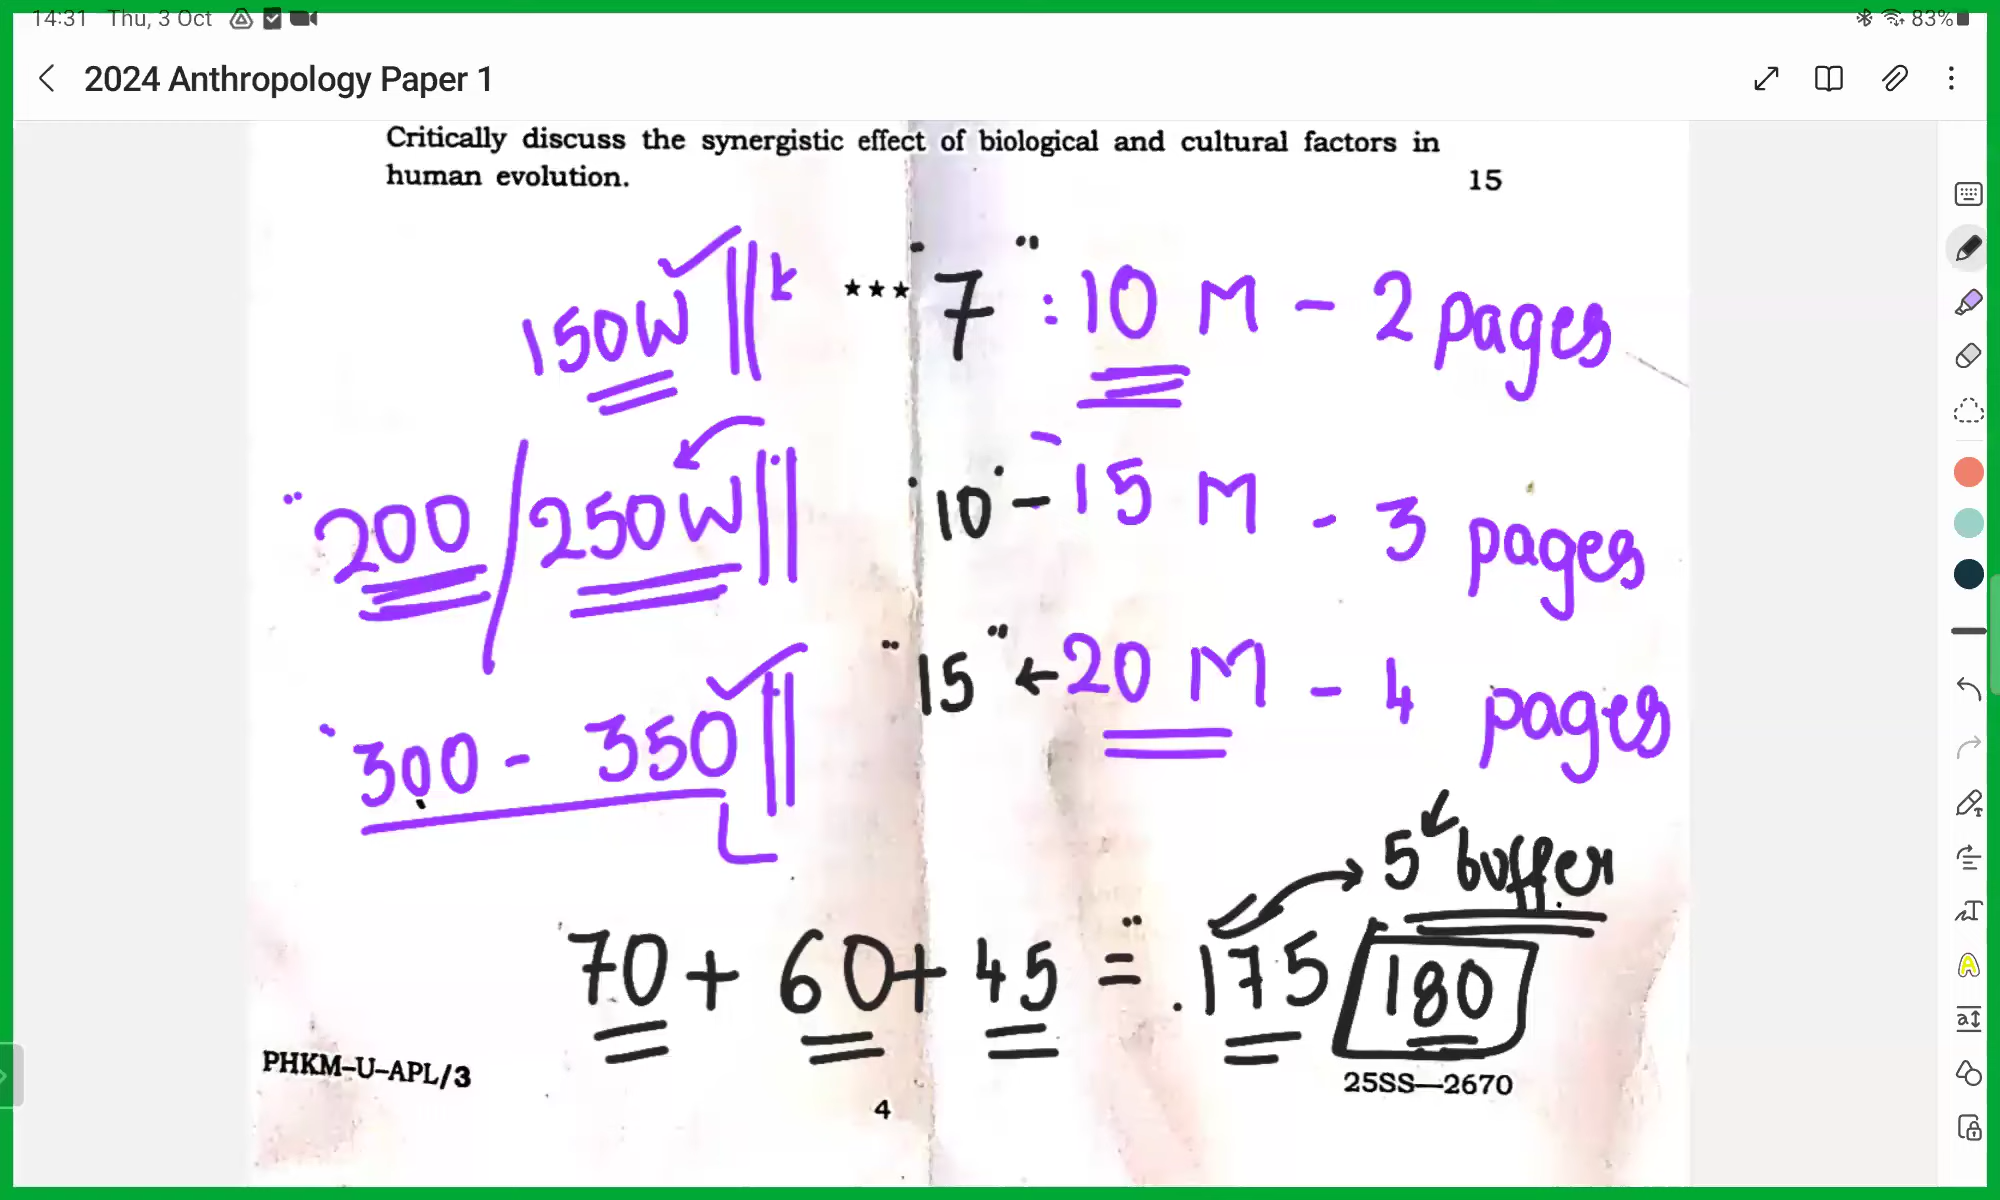 14:31 Thu, 3 Oct 83%
2024 Anthropology Paper 1
Critically discuss the synergistic effect of biological and cultural factors in
human evolution. 15
150W *** 7 : 10 M - 2 pages
200 / 250W 10 - 15 M - 3 pages
300 - 350 15 ← 20 M - 4 pages
5 buffer
70 + 60 + 45 = 175 180
PHKM-U-APL/3 25SS—2670
4